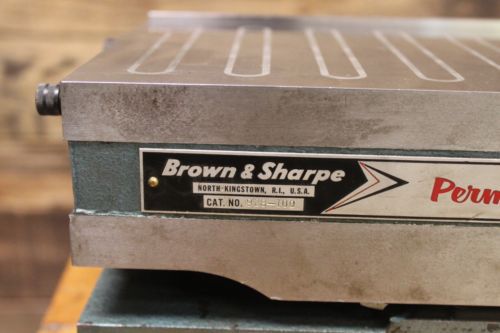 Brown & Sharpe
NORTH KINGSTOWN, R.I., U.S.A.
CAT. NO.
Perm